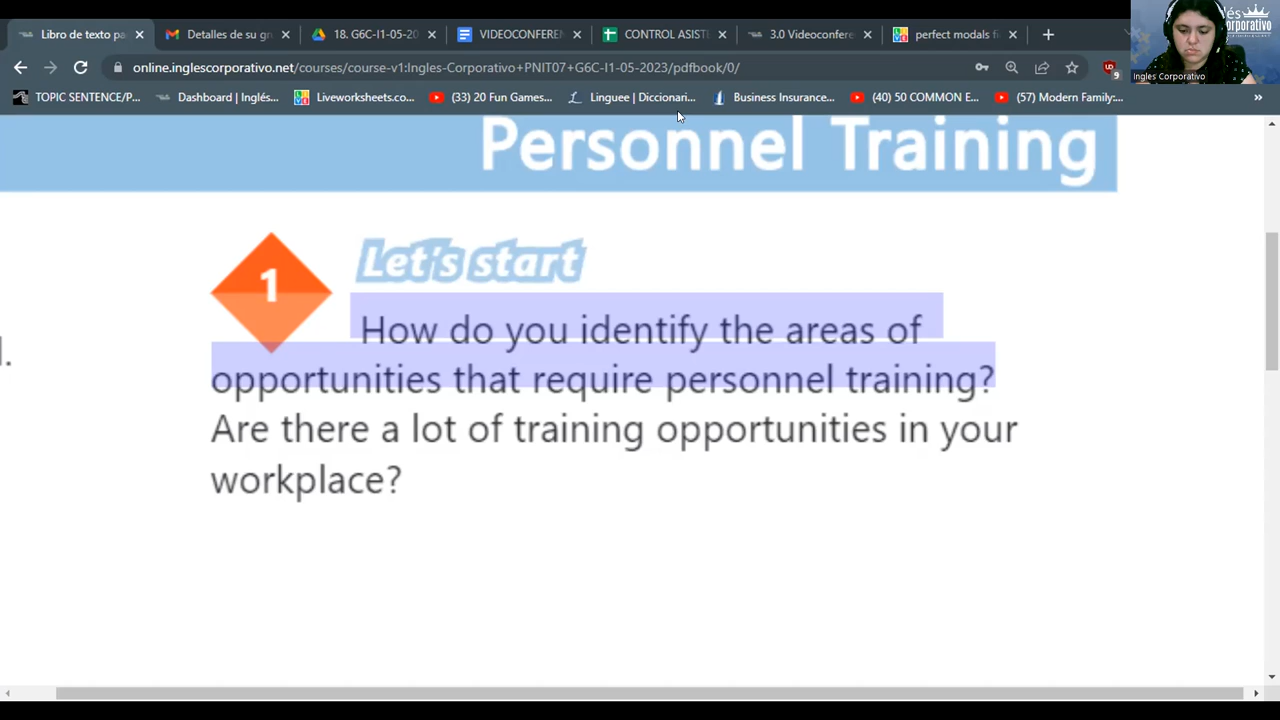 Libro de texto pa
Detalles de su gr
18. G6C-I1-05-20
VIDEOCONFEREN
CONTROL ASIST
3.0 Videoconfere
perfect modals f
online.inglescorporativo.net/courses/course-v1:Ingles-Corporativo+PNIT07+G6C-I1-05-2023/pdfbook/0/
9
TOPIC SENTENCE/P...
Dashboard | Inglés...
Liveworksheets.co...
(33) 20 Fun Games...
Linguee | Diccionari...
Business Insurance...
(40) 50 COMMON E...
(57) Modern Family:...
»
Ingles Corporativo
Personnel Training
1
Let's start
How do you identify the areas of
opportunities that require personnel training?
Are there a lot of training opportunities in your
workplace?